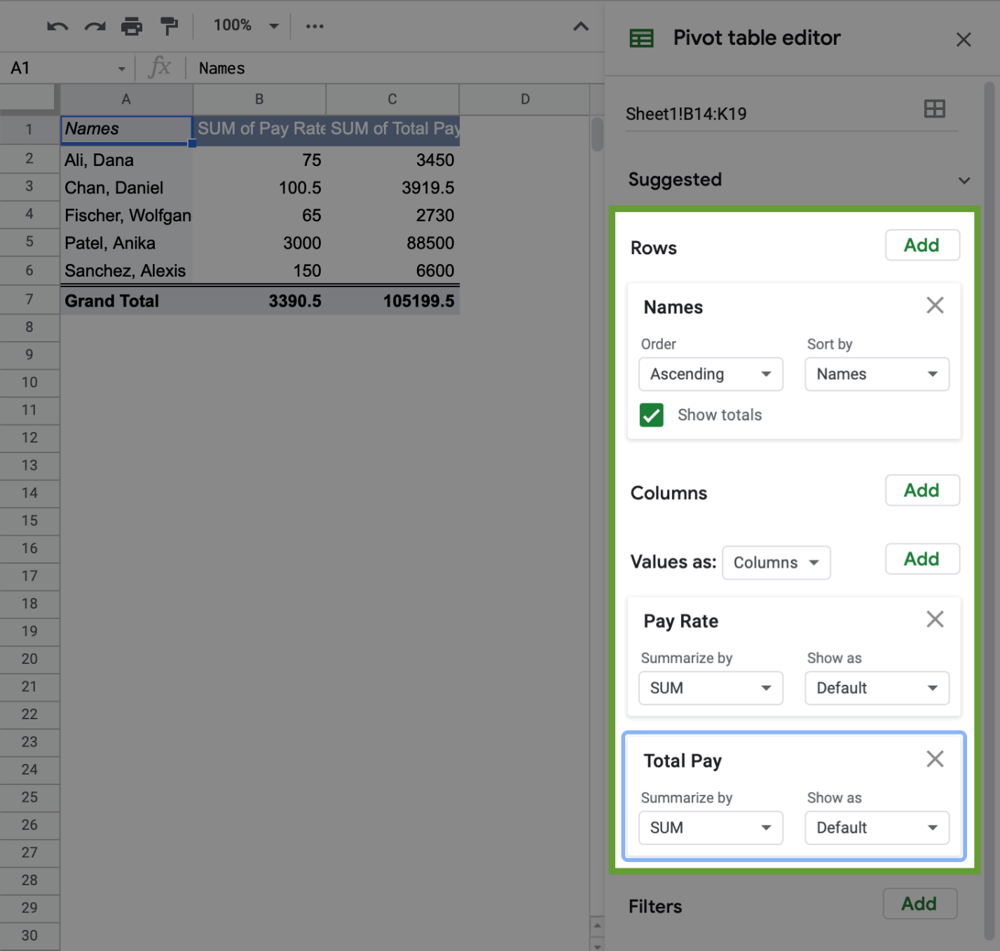 100%
A1 fx Names
A B C D
1 Names SUM of Pay Rate SUM of Total Pay
2 Ali, Dana 75 3450
3 Chan, Daniel 100.5 3919.5
4 Fischer, Wolfgan 65 2730
5 Patel, Anika 3000 88500
6 Sanchez, Alexis 150 6600
7 Grand Total 3390.5 105199.5
8
9
10
11
12
13
14
15
16
17
18
19
20
21
22
23
24
25
26
27
28
29
30
Pivot table editor
Sheet1!B14:K19
Suggested
Rows Add
Names
Order Sort by
Ascending Names
Show totals
Columns Add
Values as: Columns Add
Pay Rate
Summarize by Show as
SUM Default
Total Pay
Summarize by Show as
SUM Default
Filters Add